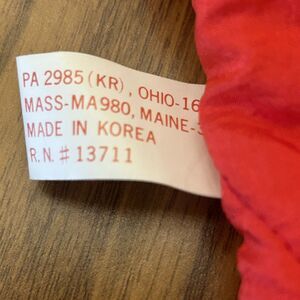 PA 2985 (KR), OHIO-16
MASS-MA980, MAINE-3
MADE IN KOREA
R.N. # 13711